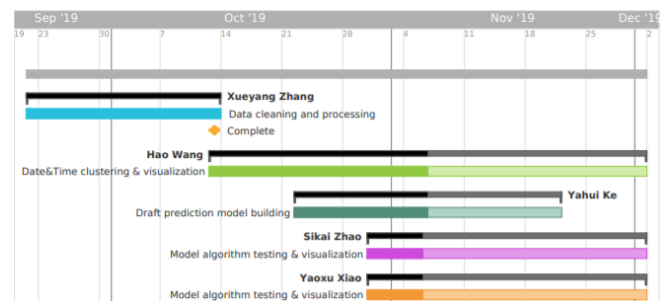 Sep '19 Oct '19 Nov '19 Dec '19
19 23 30 7 14 21 28 4 11 18 25 2
Xueyang Zhang
Data cleaning and processing
Complete
Hao Wang
Date&Time clustering & visualization
Yahui Ke
Draft prediction model building
Sikai Zhao
Model algorithm testing & visualization
Yaoxu Xiao
Model algorithm testing & visualization